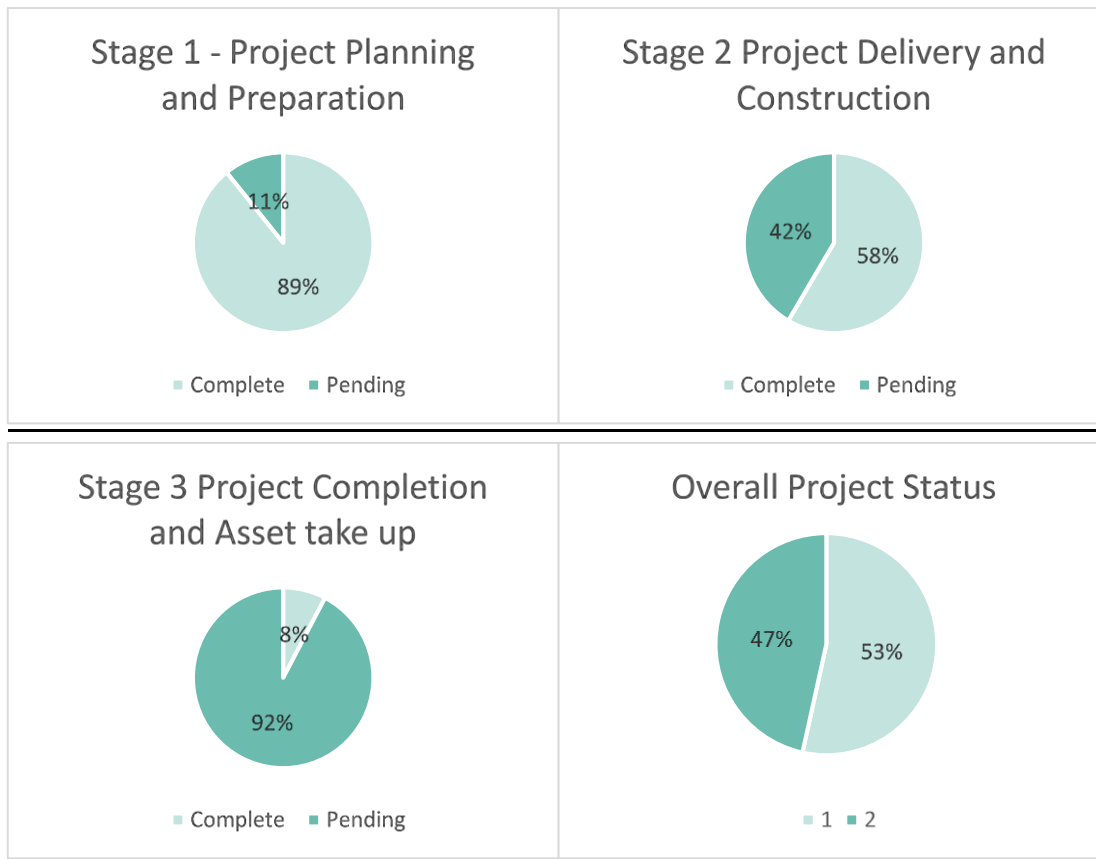 Stage 1 - Project Planning
and Preparation
11%
89%
Complete Pending
Stage 2 Project Delivery and
Construction
42%
58%
Complete Pending
Stage 3 Project Completion
and Asset take up
8%
92%
Complete Pending
Overall Project Status
47%
53%
1 2